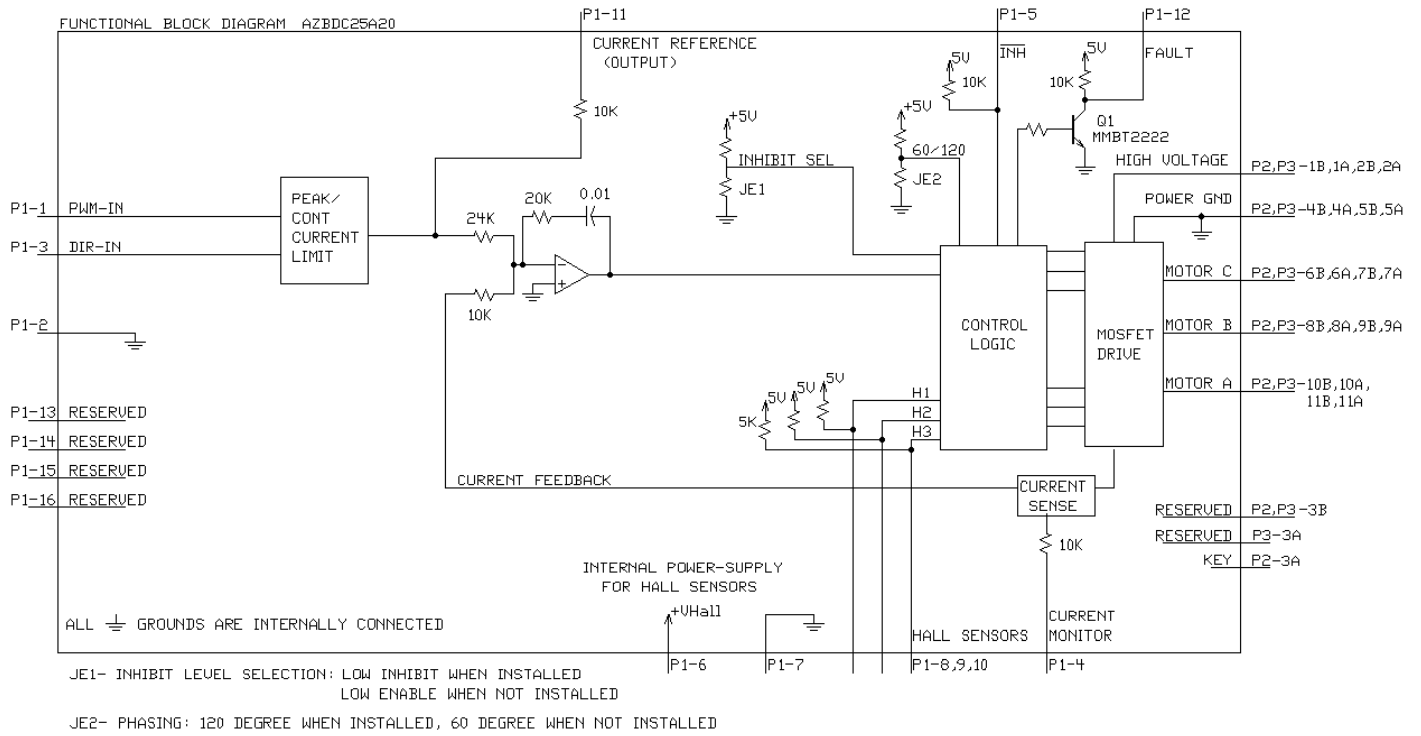 FUNCTIONAL BLOCK DIAGRAM AZBDC25A20
P1-11
P1-5
P1-12
CURRENT REFERENCE
(OUTPUT)
INH
FAULT
5V
5V
10K
10K
10K
+5V
+5V
Q1
MMBT2222
60/120
INHIBIT SEL
JE1
JE2
HIGH VOLTAGE
P2,P3-1B,1A,2B,2A
POWER GND
P2,P3-4B,4A,5B,5A
P1-1 PWM-IN
P1-3 DIR-IN
PEAK/
CONT
CURRENT
LIMIT
24K
20K
0.01
10K
P1-2
CONTROL
LOGIC
MOSFET
DRIVE
MOTOR C P2,P3-6B,6A,7B,7A
MOTOR B P2,P3-8B,8A,9B,9A
MOTOR A P2,P3-10B,10A,
11B,11A
5V
5V
5V
5K
H1
H2
H3
P1-13 RESERVED
P1-14 RESERVED
P1-15 RESERVED
P1-16 RESERVED
CURRENT FEEDBACK
CURRENT
SENSE
10K
RESERVED P2,P3-3B
RESERVED P3-3A
KEY P2-3A
INTERNAL POWER-SUPPLY
FOR HALL SENSORS
+VHall
ALL GROUNDS ARE INTERNALLY CONNECTED
HALL SENSORS
CURRENT
MONITOR
P1-6
P1-7
P1-8,9,10
P1-4
JE1- INHIBIT LEVEL SELECTION: LOW INHIBIT WHEN INSTALLED
LOW ENABLE WHEN NOT INSTALLED
JE2- PHASING: 120 DEGREE WHEN INSTALLED, 60 DEGREE WHEN NOT INSTALLED